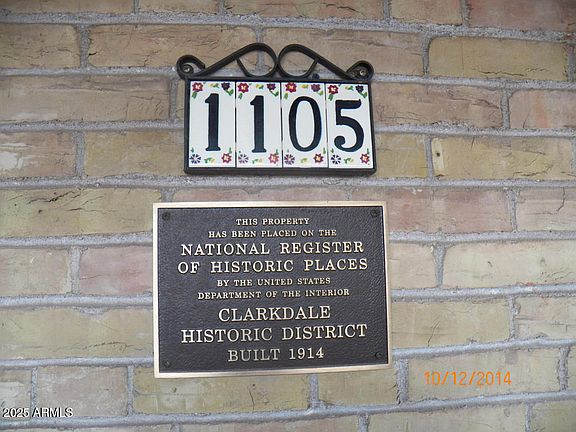 1105
THIS PROPERTY
HAS BEEN PLACED ON THE
NATIONAL REGISTER
OF HISTORIC PLACES
BY THE UNITED STATES
DEPARTMENT OF THE INTERIOR
CLARKDALE
HISTORIC DISTRICT
BUILT 1914
10/12/2014
2025 ARMLS